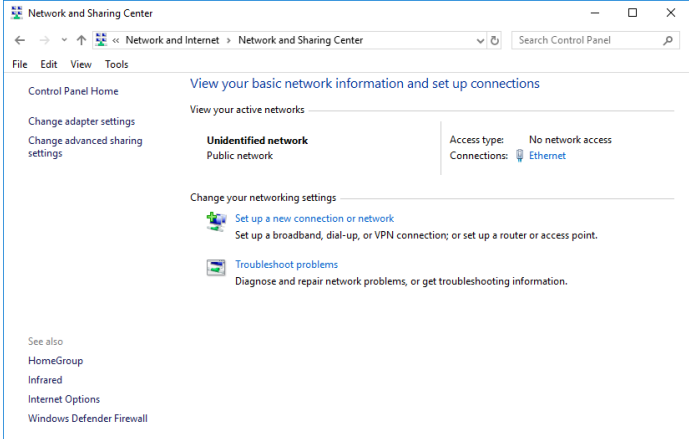 Network and Sharing Center
« Network and Internet > Network and Sharing Center
Search Control Panel
File Edit View Tools
Control Panel Home
Change adapter settings
Change advanced sharing
settings
View your basic network information and set up connections
View your active networks
Unidentified network
Public network
Access type: No network access
Connections: Ethernet
Change your networking settings
Set up a new connection or network
Set up a broadband, dial-up, or VPN connection; or set up a router or access point.
Troubleshoot problems
Diagnose and repair network problems, or get troubleshooting information.
See also
HomeGroup
Infrared
Internet Options
Windows Defender Firewall